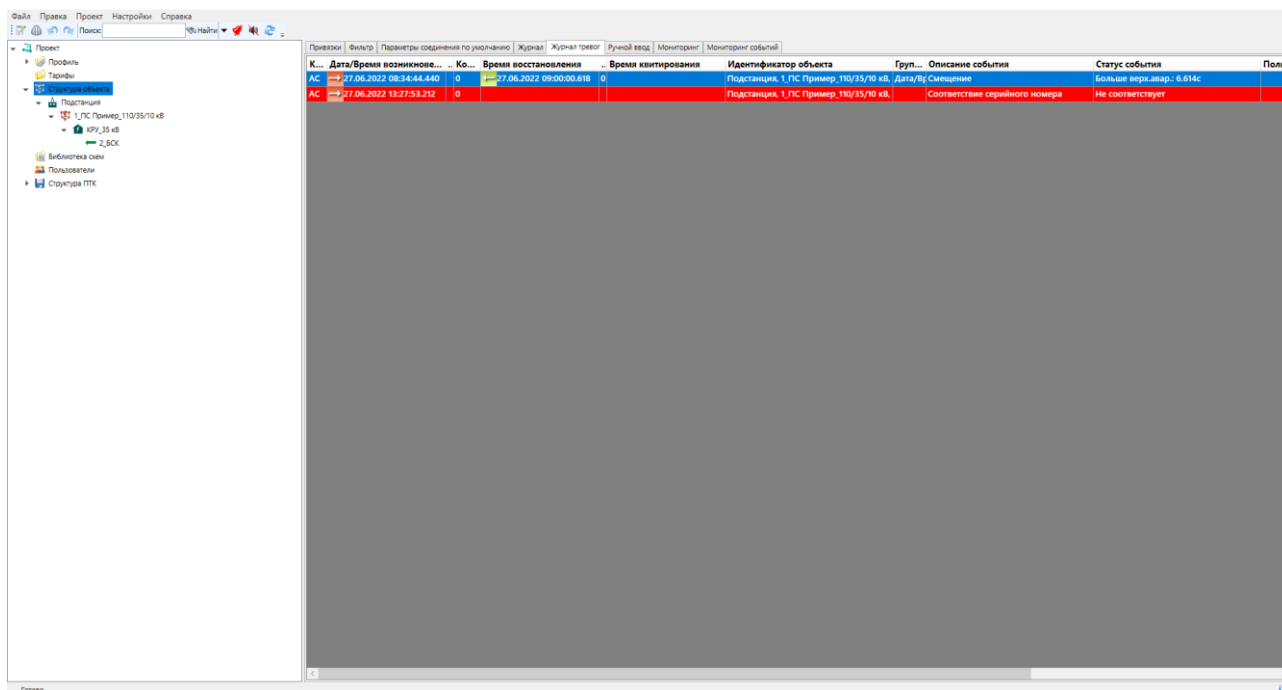 Файл Правка Проект Настройки Справка
Поиск: Найти
Проект
Профиль
Тарифы
Структура объекта
Подстанция
1_ПС Пример_110/35/10 кВ
КРУ_35 кВ
2_БСК
Библиотека схем
Пользователи
Структура ПТК
Привязки Фильтр Параметры соединения по умолчанию Журнал Журнал тревог Ручной ввод Мониторинг Мониторинг событий
К... Дата/Время возникнове... .. Ко... Время восстановления .. Время квитирования Идентификатор объекта Груп... Описание события Статус события Поль
АС 27.06.2022 08:34:44.440 0 27.06.2022 09:00:00.618 0 Подстанция, 1_ПС Пример_110/35/10 кВ, Дата/Вр Смещение Больше верх.авар.: 6.614с
АС 27.06.2022 13:27:53.212 0 Подстанция, 1_ПС Пример_110/35/10 кВ, Соответствие серийного номера Не соответствует
Готово